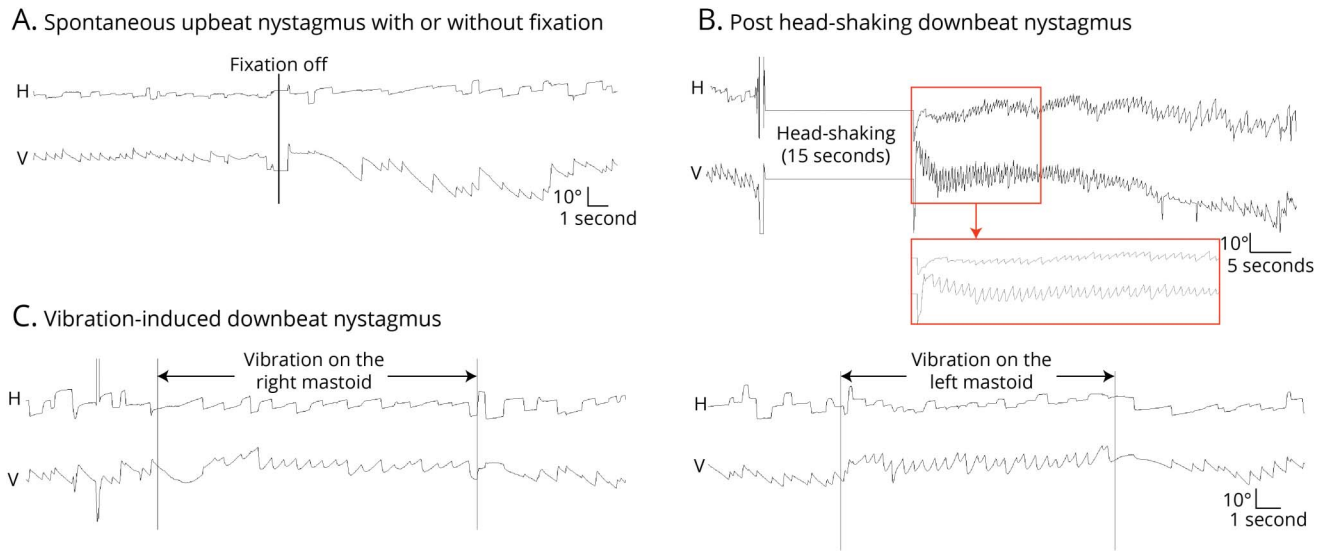 A. Spontaneous upbeat nystagmus with or without fixation
Fixation off
H
V
10°
1 second
B. Post head-shaking downbeat nystagmus
H
Head-shaking
(15 seconds)
V
10°
5 seconds
C. Vibration-induced downbeat nystagmus
Vibration on the
right mastoid
H
V
Vibration on the
left mastoid
H
V
10°
1 second